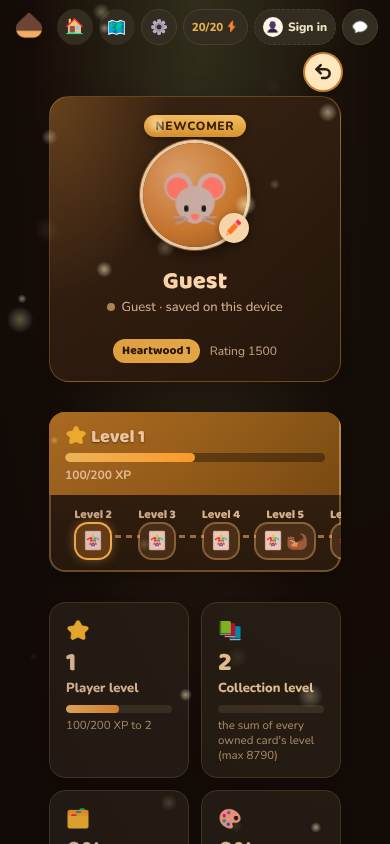 20/20
Sign in
NEWCOMER
Guest
Guest · saved on this device
Heartwood 1
Rating 1500
Level 1
100/200 XP
Level 2
Level 3
Level 4
Level 5
1
Player level
100/200 XP to 2
2
Collection level
the sum of every
owned card's level
(max 8790)